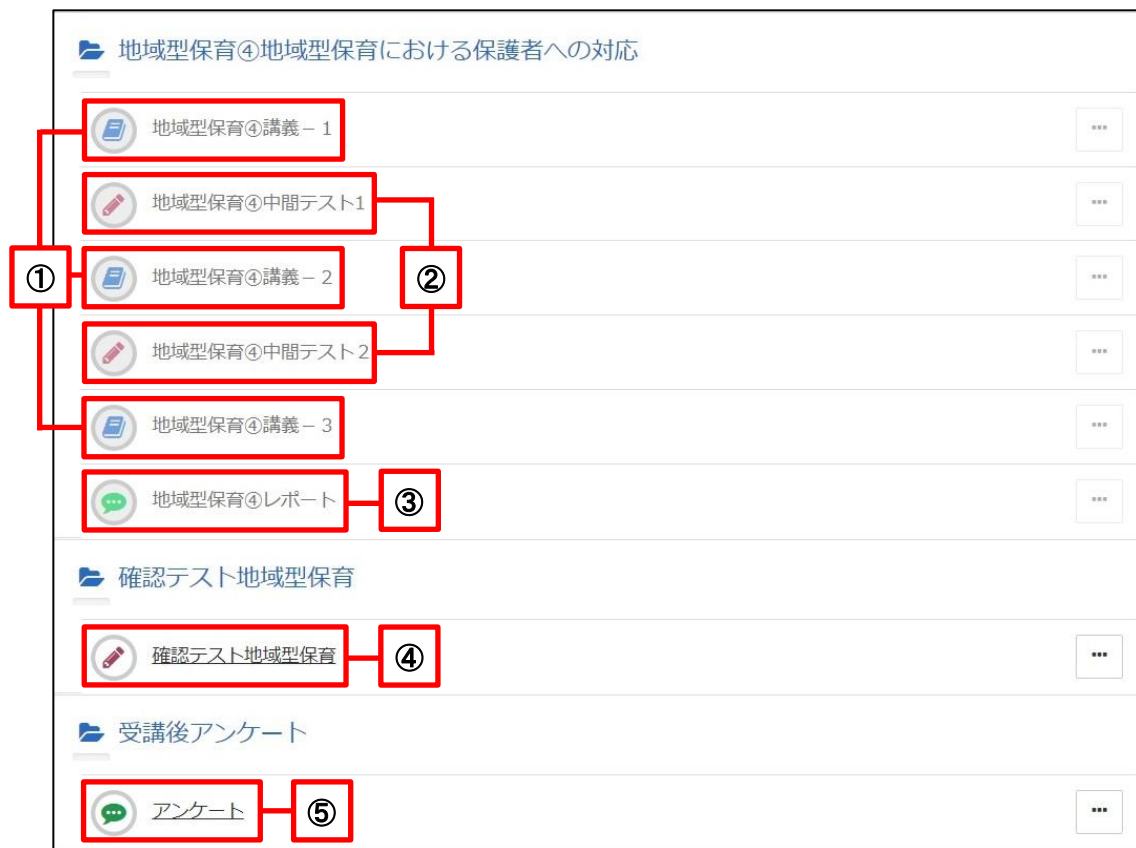 地域型保育④地域型保育における保護者への対応
地域型保育④講義－１
地域型保育④中間テスト1
①
地域型保育④講義－２
②
地域型保育④中間テスト２
地域型保育④講義－３
地域型保育④レポート
③
確認テスト地域型保育
確認テスト地域型保育
④
受講後アンケート
アンケート
⑤